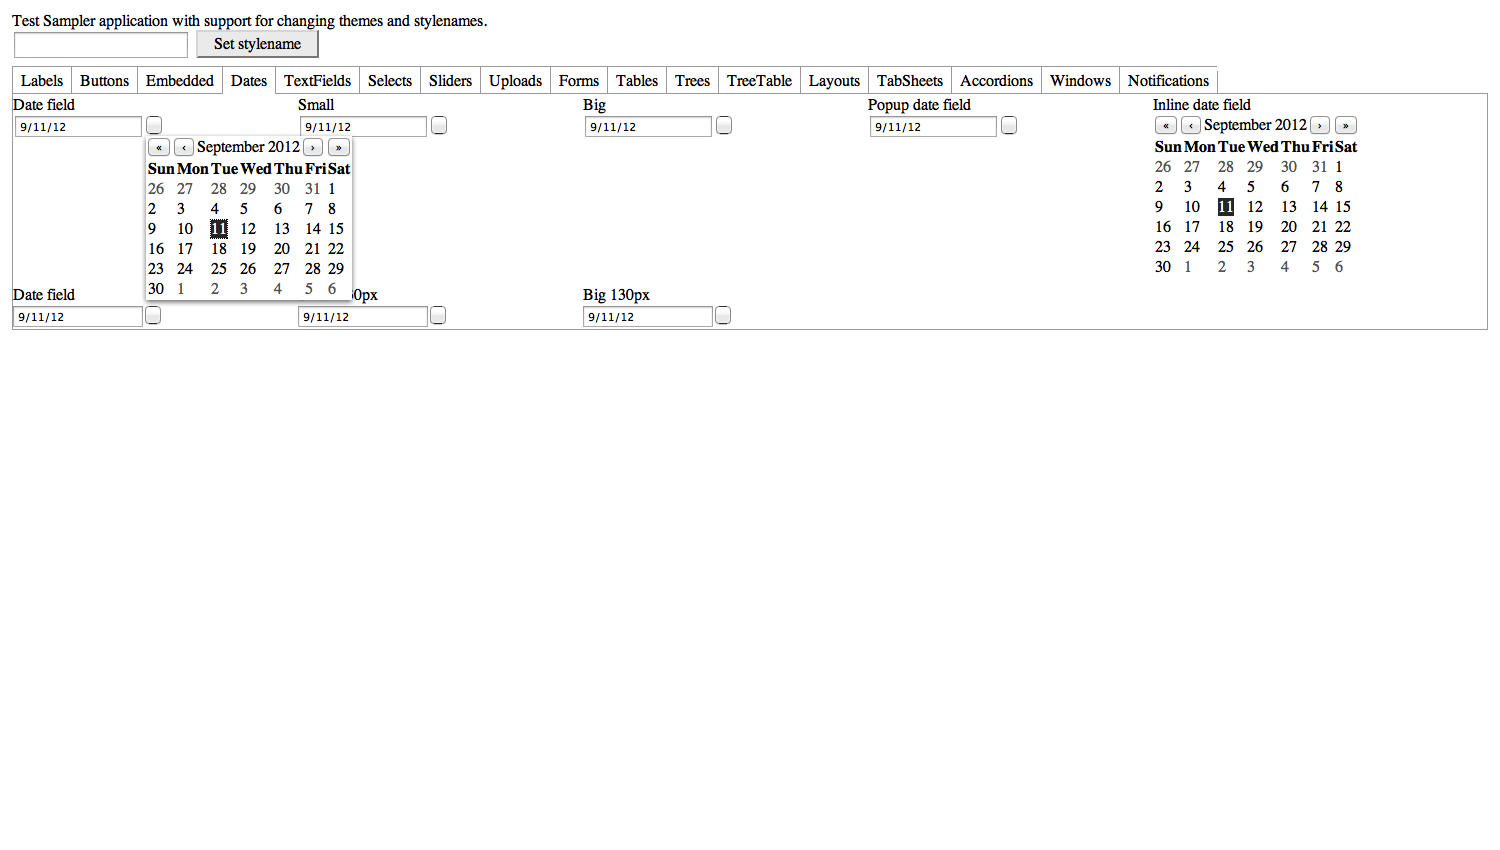 Test Sampler application with support for changing themes and stylenames.
Set stylename
Labels Buttons Embedded Dates TextFields Selects Sliders Uploads Forms Tables Trees TreeTable Layouts TabSheets Accordions Windows Notifications
Date field Small Big Popup date field Inline date field
9/11/12 9/11/12 9/11/12 9/11/12
« ‹ September 2012 › »
Sun Mon Tue Wed Thu Fri Sat
26 27 28 29 30 31 1
2 3 4 5 6 7 8
9 10 11 12 13 14 15
16 17 18 19 20 21 22
23 24 25 26 27 28 29
30 1 2 3 4 5 6
« ‹ September 2012 › »
Sun Mon Tue Wed Thu Fri Sat
26 27 28 29 30 31 1
2 3 4 5 6 7 8
9 10 11 12 13 14 15
16 17 18 19 20 21 22
23 24 25 26 27 28 29
30 1 2 3 4 5 6
Date field 0px Big 130px
9/11/12 9/11/12 9/11/12